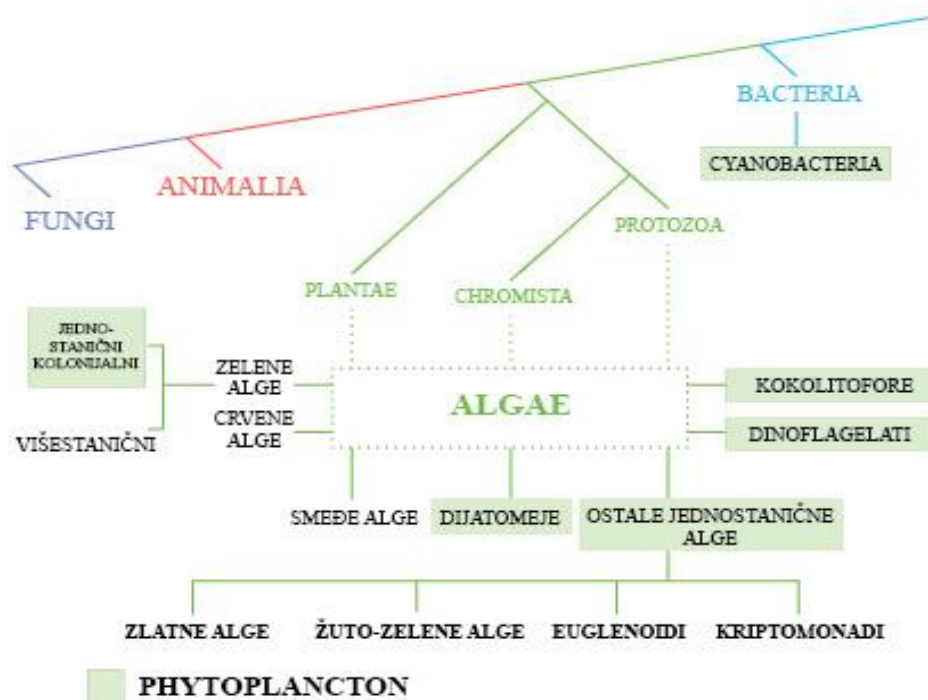 BACTERIA
CYANOBACTERIA
ANIMALIA
FUNGI
PROTOZOA
PLANTAE
CHROMISTA
JEDNO-
STANIČNI
KOLONIJALNI
VIŠESTANIČNI
ZELENE
ALGE
CRVENE
ALGE
ALGAE
KOKOLITOFORE
DINOFLAGELATI
SMEĐE ALGE
DIJATOMEJE
OSTALE JEDNOSTANIČNE
ALGE
ZLATNE ALGE
ŽUTO-ZELENE ALGE
EUGLENOIDI
KRIPTOMONADI
PHYTOPLANCTON